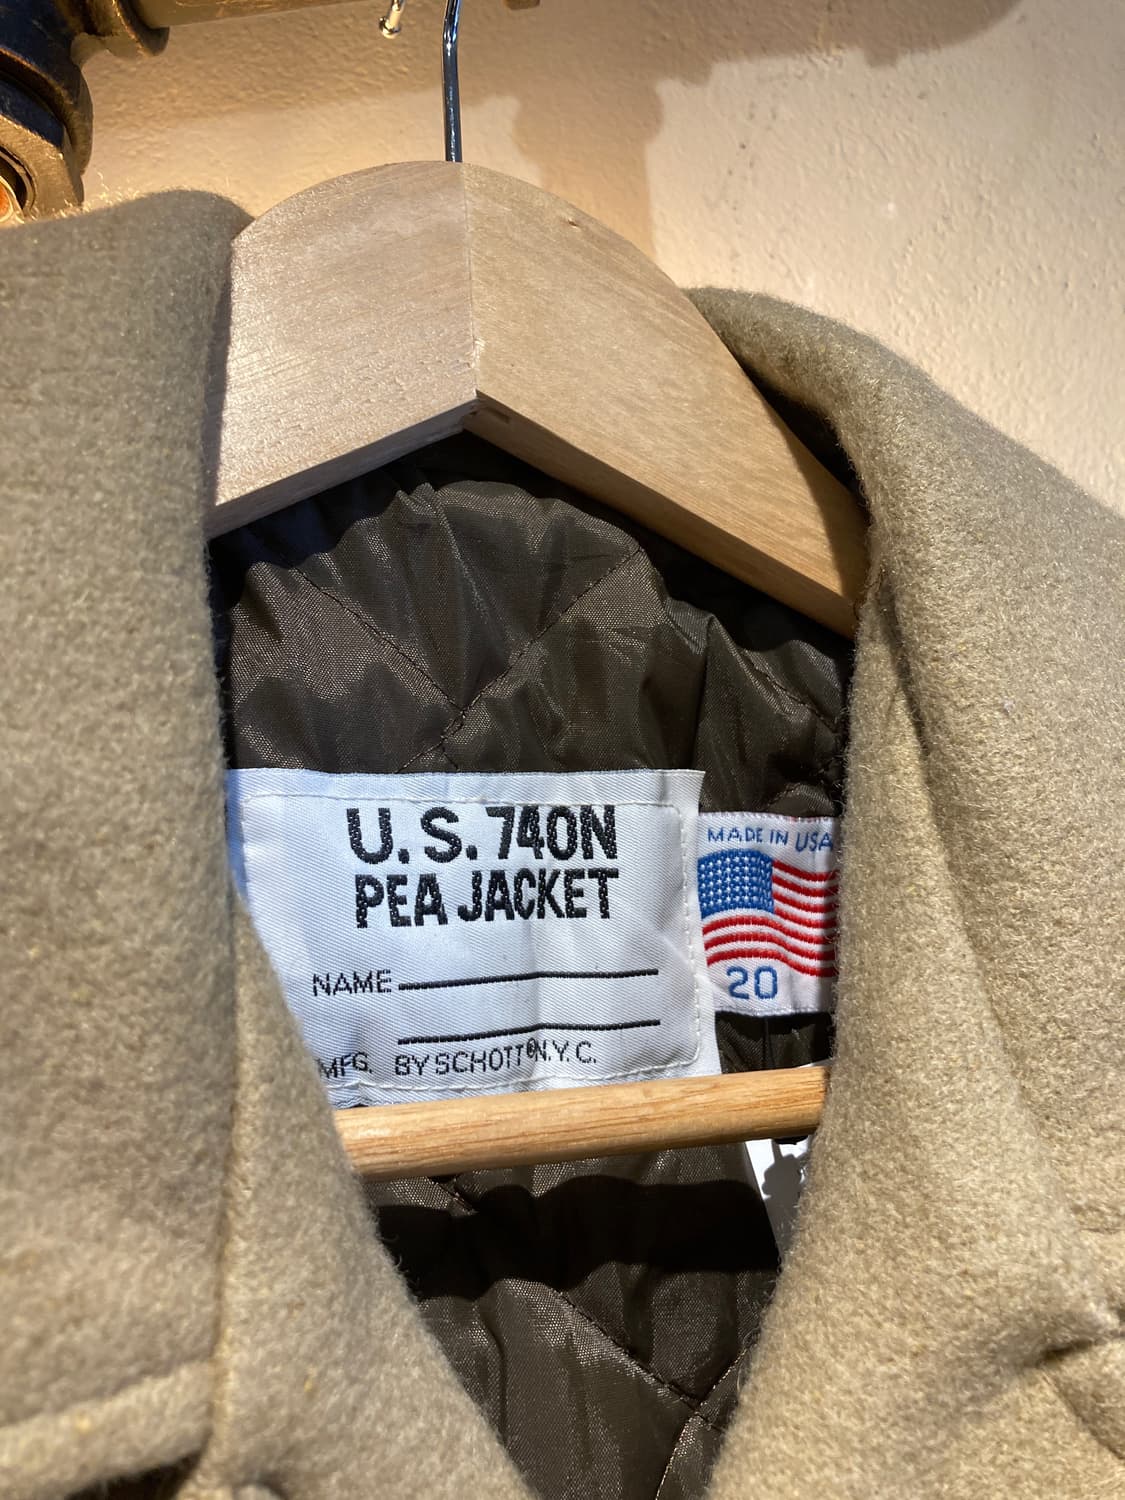 U.S. 740N
PEA JACKET
NAME
MFG. BY SCHOTT® N.Y.C.
MADE IN USA
20